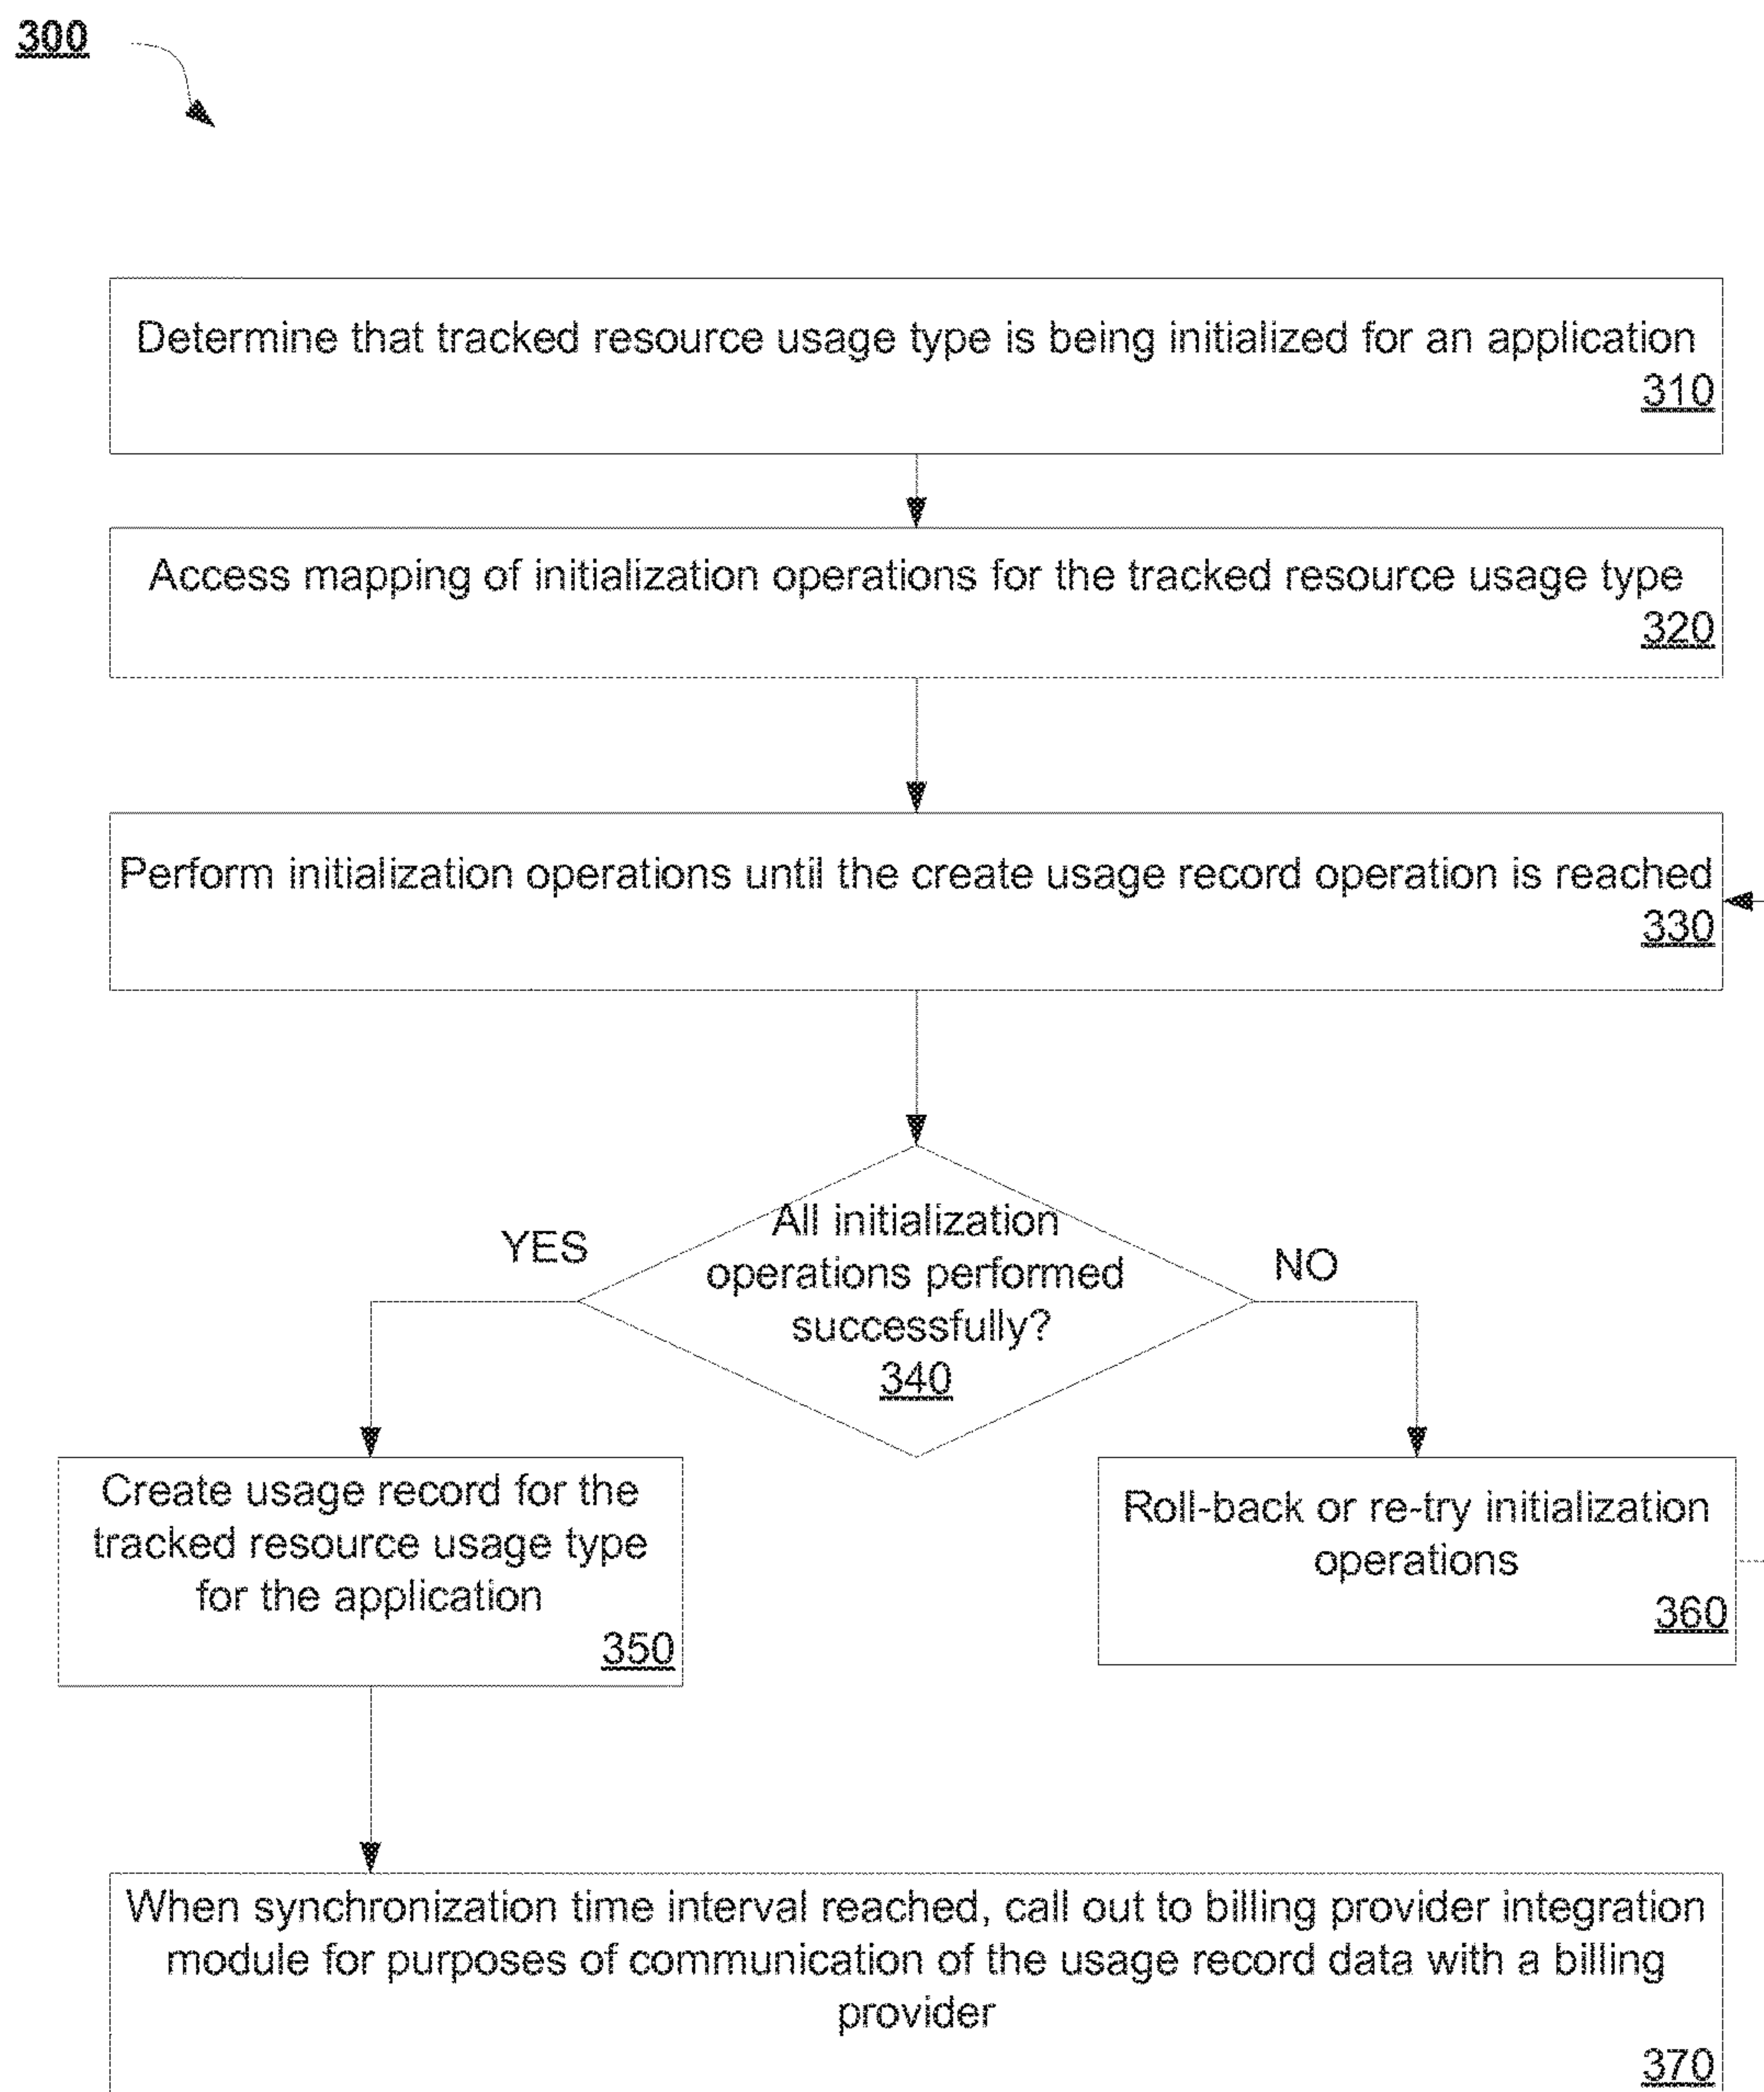 300
Determine that tracked resource usage type is being initialized for an application
310
Access mapping of initialization operations for the tracked resource usage type
320
Perform initialization operations until the create usage record operation is reached
330
All initialization
operations performed
successfully?
340
YES
NO
Create usage record for the
tracked resource usage type
for the application
350
Roll-back or re-try initialization
operations
360
When synchronization time interval reached, call out to billing provider integration
module for purposes of communication of the usage record data with a billing
provider
370